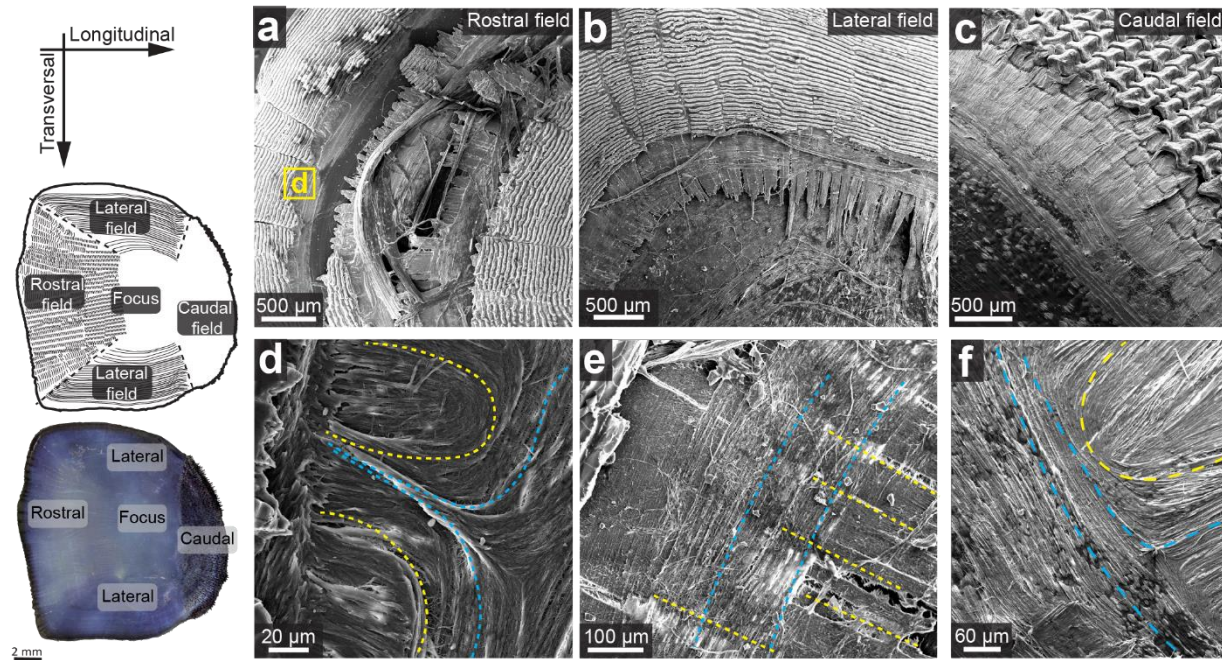 Longitudinal
Transversal
Lateral
field
Rostral
field
Focus
Caudal
field
Lateral
field
Lateral
Rostral
Focus
Caudal
Lateral
2 mm
a
Rostral field
d
500 µm
b
Lateral field
500 µm
c
Caudal field
500 µm
d
20 µm
e
100 µm
f
60 µm